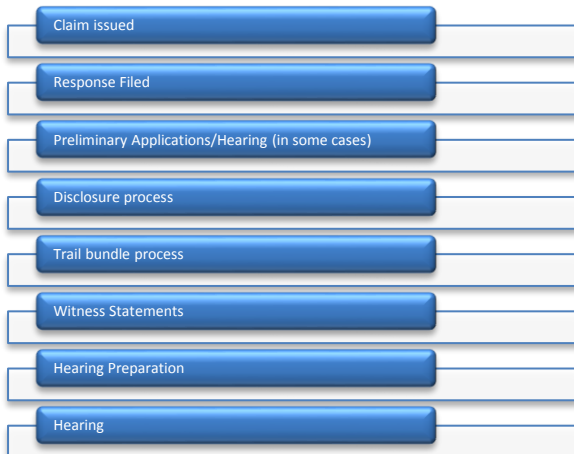 Claim issued
Response Filed
Preliminary Applications/Hearing (in some cases)
Disclosure process
Trail bundle process
Witness Statements
Hearing Preparation
Hearing